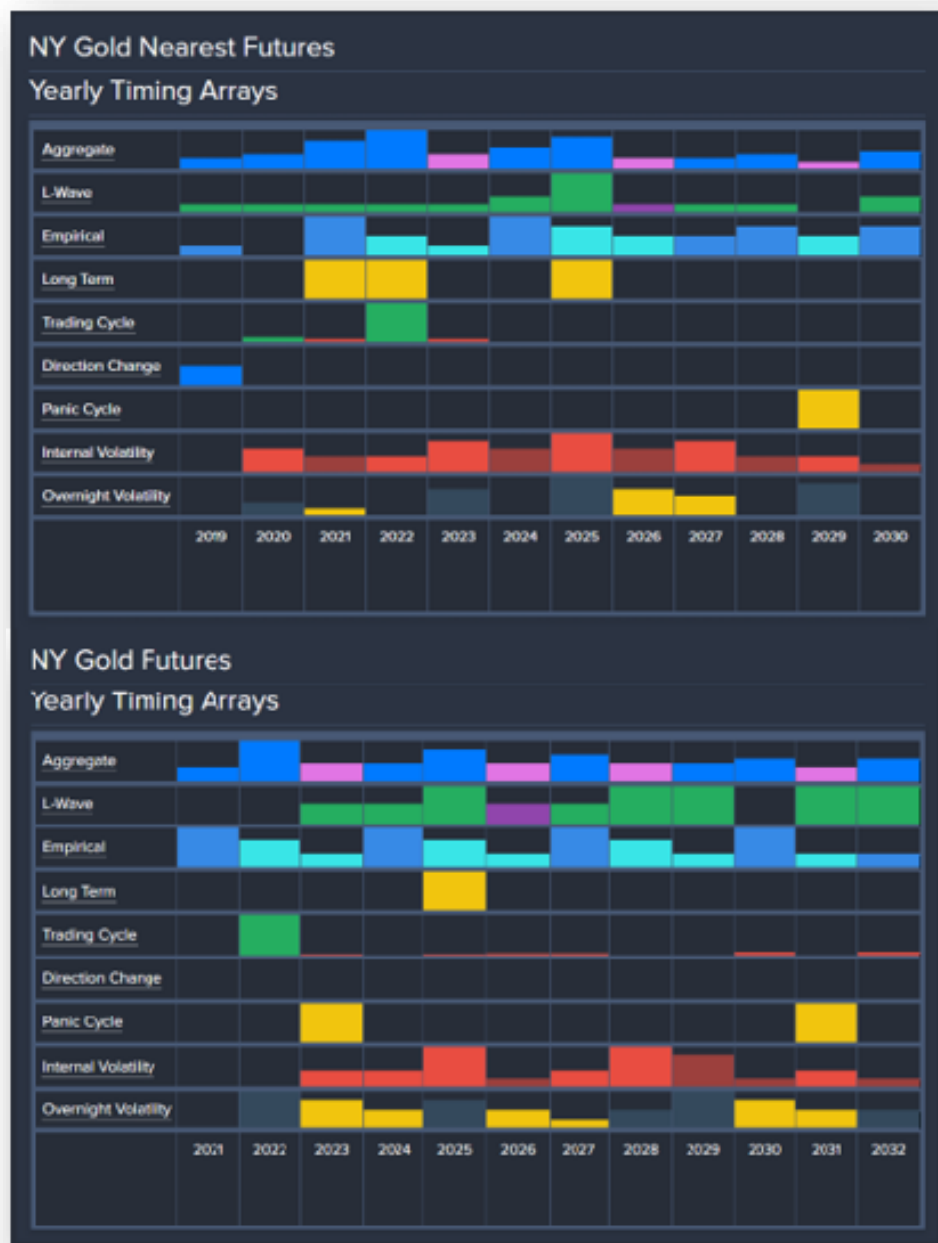 NY Gold Nearest Futures
Yearly Timing Arrays
Aggregate
L-Wave
Empirical
Long Term
Trading Cycle
Direction Change
Panic Cycle
Internal Volatility
Overnight Volatility
2019 2020 2021 2022 2023 2024 2025 2026 2027 2028 2029 2030
NY Gold Futures
Yearly Timing Arrays
Aggregate
L-Wave
Empirical
Long Term
Trading Cycle
Direction Change
Panic Cycle
Internal Volatility
Overnight Volatility
2021 2022 2023 2024 2025 2026 2027 2028 2029 2030 2031 2032